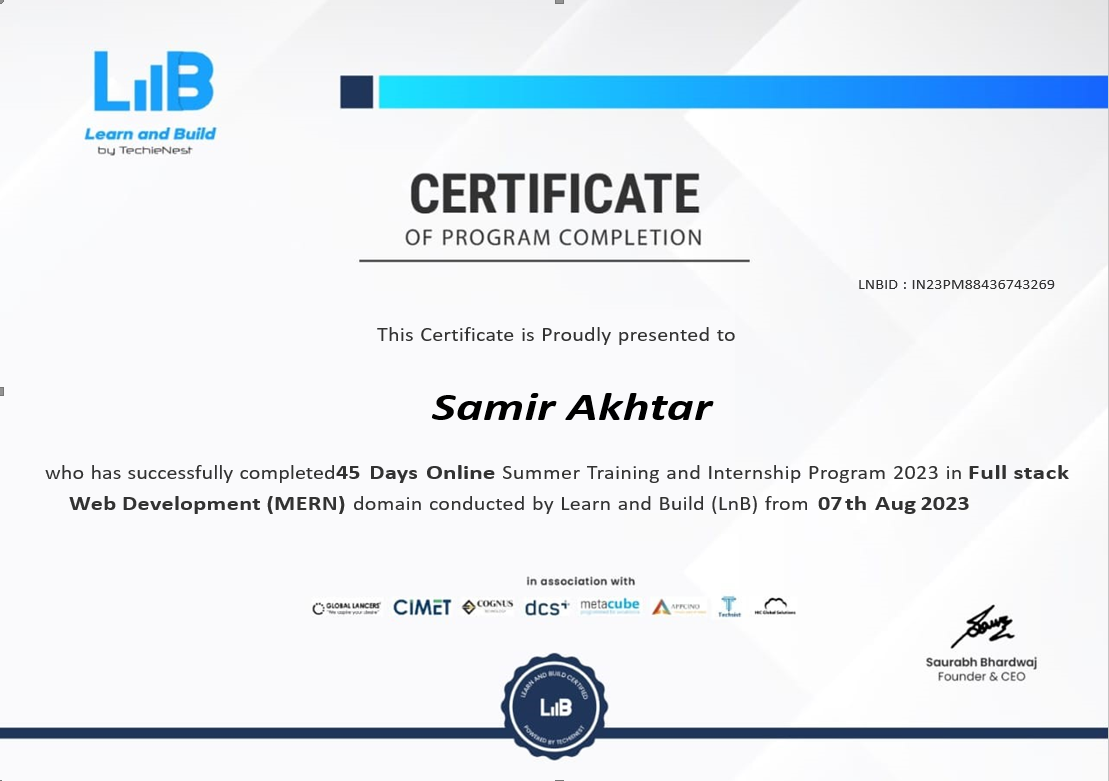 LnB
Learn and Build
by TechieNest
CERTIFICATE
OF PROGRAM COMPLETION
LNBID : IN23PM88436743269
This Certificate is Proudly presented to
Samir Akhtar
who has successfully completed45 Days Online Summer Training and Internship Program 2023 in Full stack
Web Development (MERN) domain conducted by Learn and Build (LnB) from 07th Aug 2023
in association with
GLOBAL LANCERS CIMET COGNUS dcs+ metacube APPCINO Techoist HIC Global Solutions
Saurabh Bhardwaj
Founder & CEO
LEARN AND BUILD CERTIFIED
LnB
POWERED BY TECHIENEST